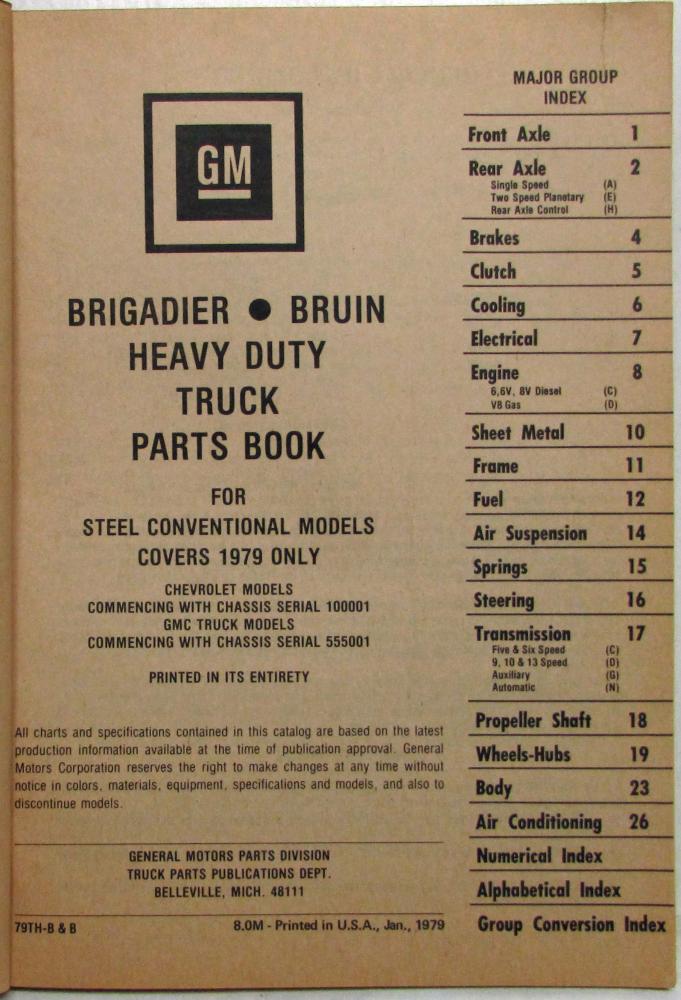 GM
BRIGADIER ● BRUIN
HEAVY DUTY
TRUCK
PARTS BOOK
FOR
STEEL CONVENTIONAL MODELS
COVERS 1979 ONLY
CHEVROLET MODELS
COMMENCING WITH CHASSIS SERIAL 100001
GMC TRUCK MODELS
COMMENCING WITH CHASSIS SERIAL 555001
PRINTED IN ITS ENTIRETY
All charts and specifications contained in this catalog are based on the latest
production information available at the time of publication approval. General
Motors Corporation reserves the right to make changes at any time without
notice in colors, materials, equipment, specifications and models, and also to
discontinue models.
GENERAL MOTORS PARTS DIVISION
TRUCK PARTS PUBLICATIONS DEPT.
BELLEVILLE, MICH. 48111
79TH-B & B 8.0M - Printed in U.S.A., Jan., 1979
MAJOR GROUP
INDEX
Front Axle 1
Rear Axle 2
Single Speed (A)
Two Speed Planetary (E)
Rear Axle Control (H)
Brakes 4
Clutch 5
Cooling 6
Electrical 7
Engine 8
6,6V, 8V Diesel (C)
V8 Gas (D)
Sheet Metal 10
Frame 11
Fuel 12
Air Suspension 14
Springs 15
Steering 16
Transmission 17
Five & Six Speed (C)
9, 10 & 13 Speed (D)
Auxiliary (G)
Automatic (N)
Propeller Shaft 18
Wheels-Hubs 19
Body 23
Air Conditioning 26
Numerical Index
Alphabetical Index
Group Conversion Index